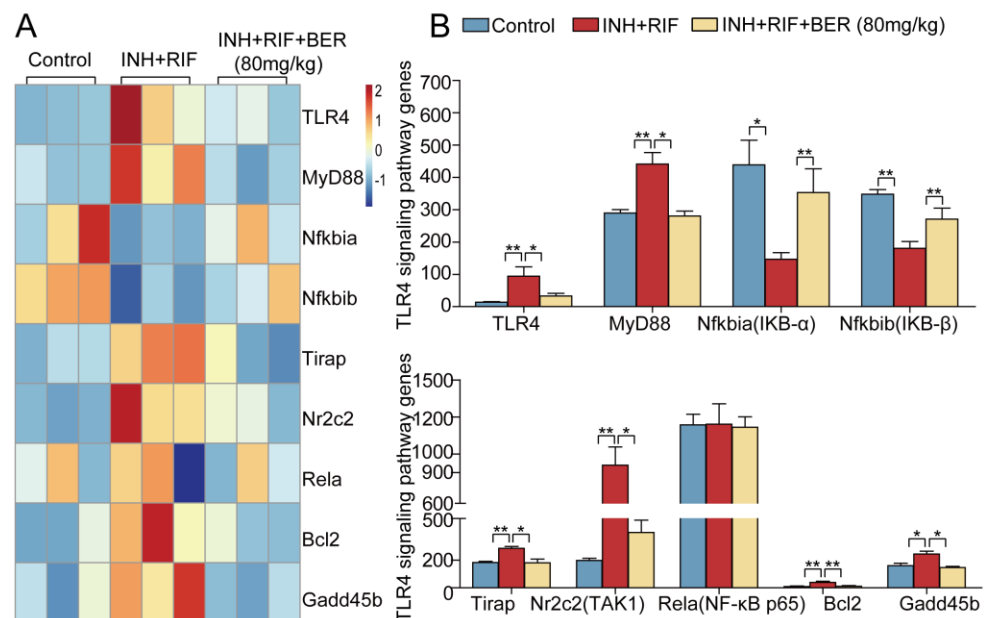 A
Control INH+RIF INH+RIF+BER
(80mg/kg)
2
1
0
-1
TLR4
MyD88
Nfkbia
Nfkbib
Tirap
Nr2c2
Rela
Bcl2
Gadd45b
B
Control INH+RIF INH+RIF+BER (80mg/kg)
TLR4 signaling pathway genes
700
600
500
400
300
200
100
0
** *
** *
* **
** **
TLR4 MyD88 Nfkbia(IKB-α) Nfkbib(IKB-β)
TLR4 signaling pathway genes
1500
1200
1000
900
600
500
200
0
** *
** *
** **
* *
Tirap Nr2c2(TAK1) Rela(NF-κB p65) Bcl2 Gadd45b